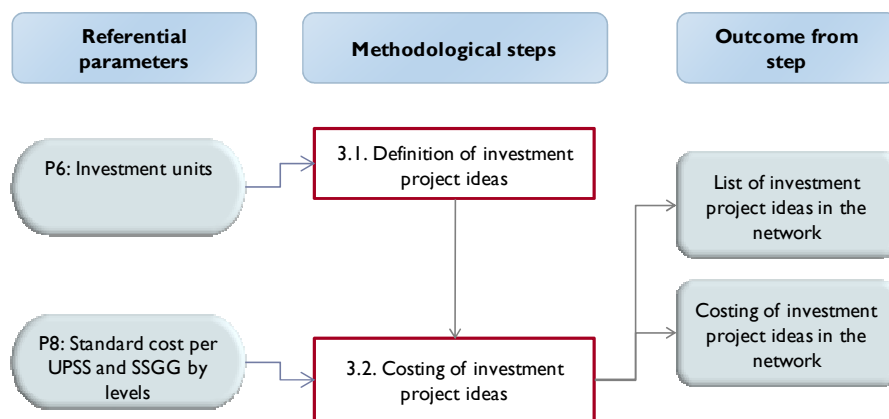 Referential
parameters
Methodological steps
Outcome from
step
P6: Investment units
3.1. Definition of investment
project ideas
List of investment
project ideas in the
network
P8: Standard cost per
UPSS and SSGG by
levels
3.2. Costing of investment
project ideas
Costing of investment
project ideas in the
network